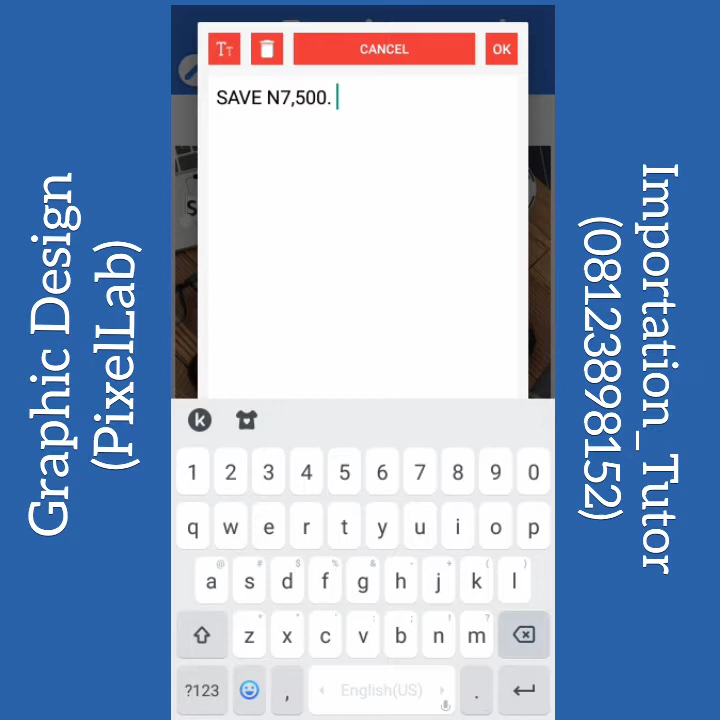 Graphic Design
(PixelLab)
TT
CANCEL
OK
SAVE N7,500.
S
k
1 2 3 4 5 6 7 8 9 0
q w e r t y u i o p
@ # $ % & - + ( )
a s d f g h j k l
z x c v b n m
?123 , English(US) .
Importation_Tutor
(08123898152)